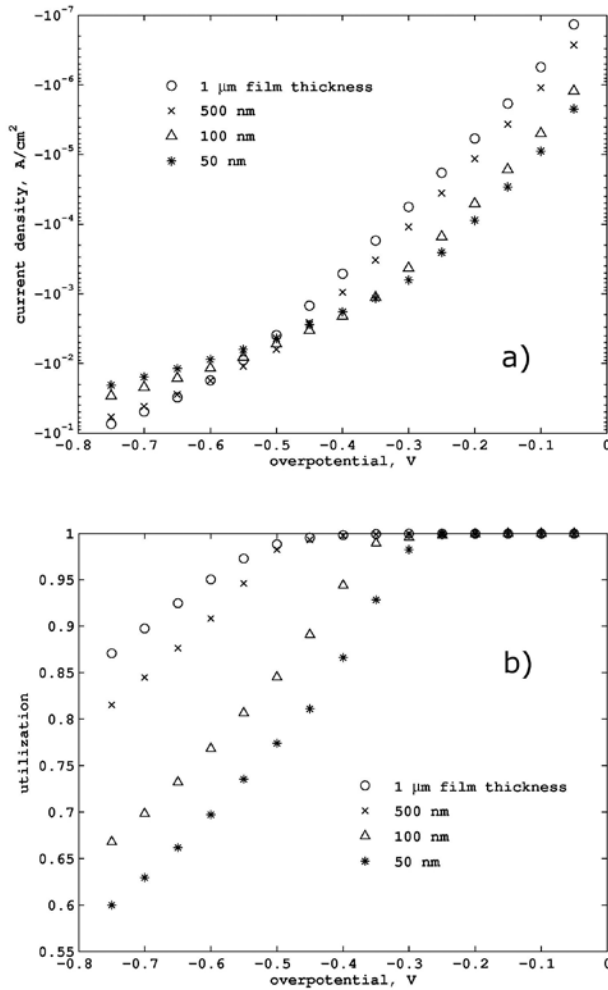 -10⁻⁷
-10⁻⁶
-10⁻⁵
-10⁻⁴
-10⁻³
-10⁻²
-10⁻¹
current density, A/cm²
○ 1 μm film thickness
× 500 nm
△ 100 nm
* 50 nm
a)
-0.8 -0.7 -0.6 -0.5 -0.4 -0.3 -0.2 -0.1 0
overpotential, V
1
0.95
0.9
0.85
0.8
0.75
0.7
0.65
0.6
0.55
utilization
b)
○ 1 μm film thickness
× 500 nm
△ 100 nm
* 50 nm
-0.8 -0.7 -0.6 -0.5 -0.4 -0.3 -0.2 -0.1 0
overpotential, V